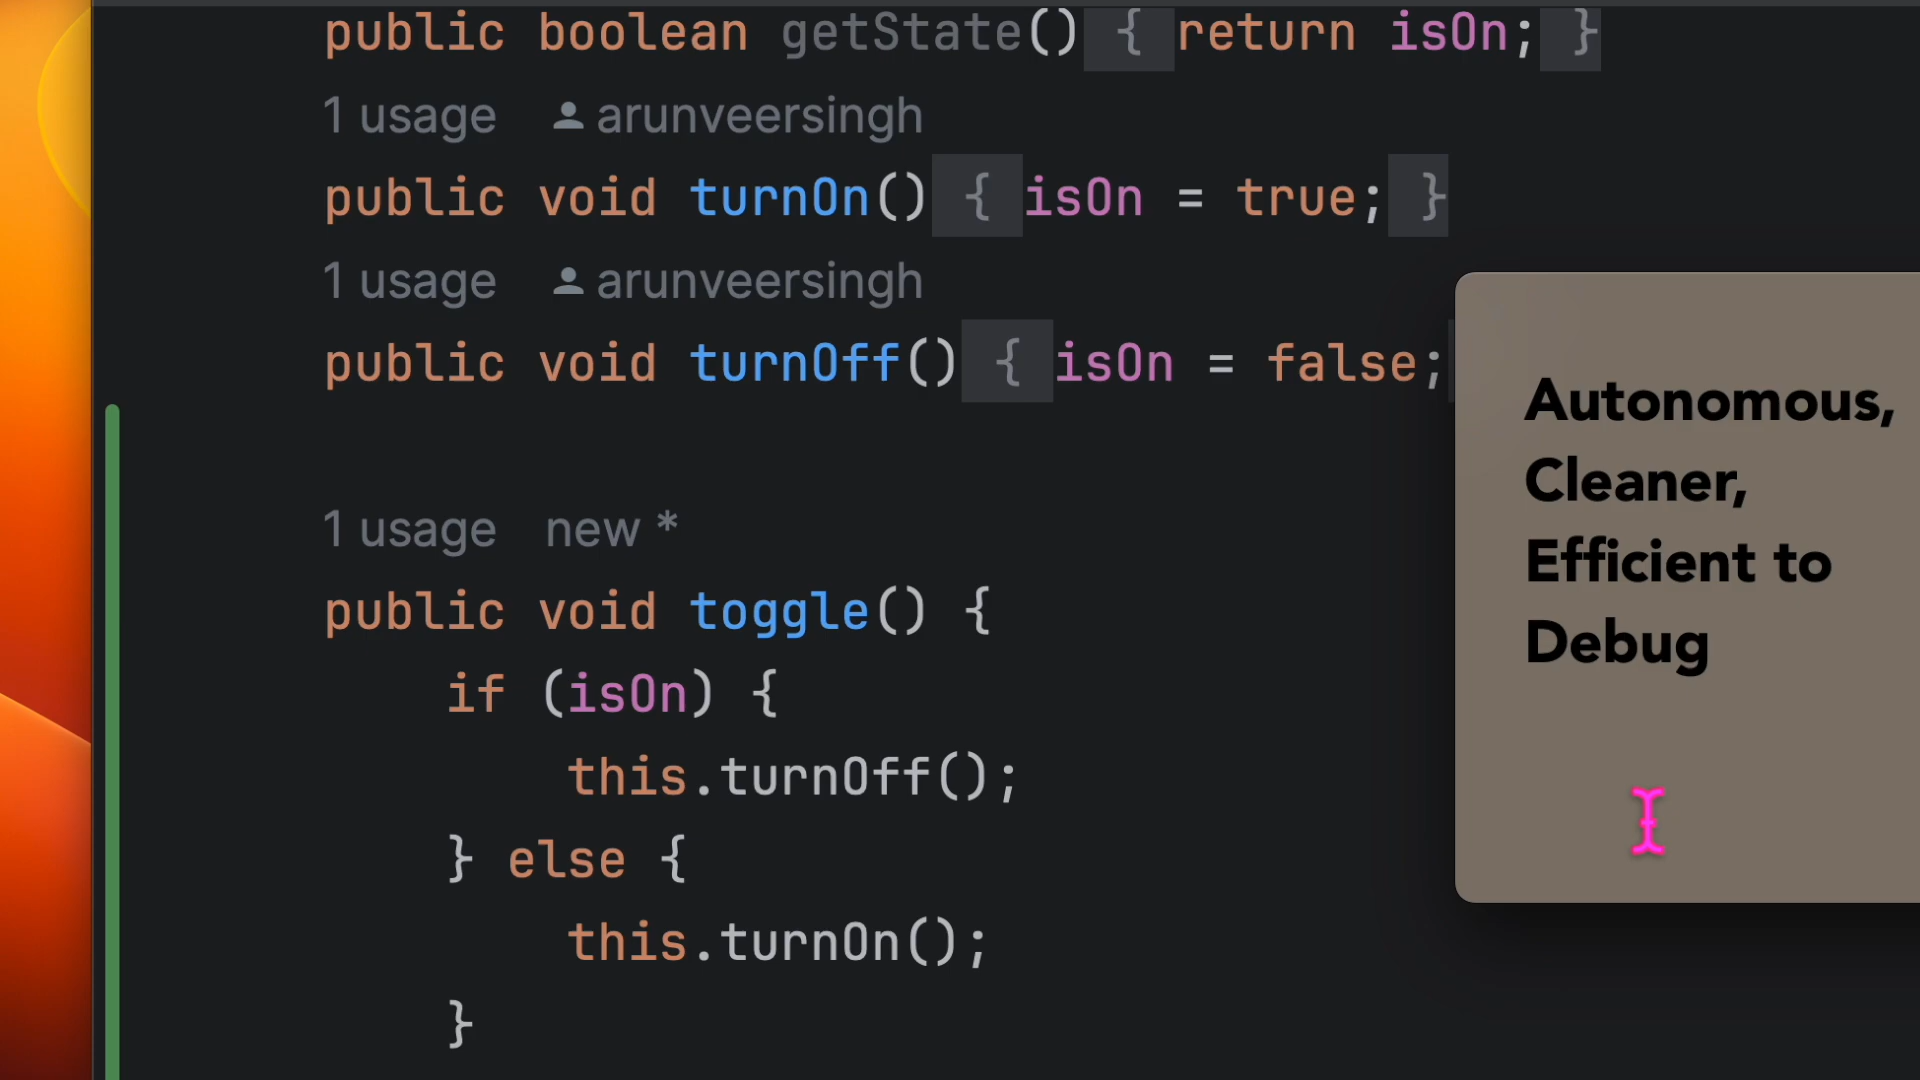 public boolean getState() { return isOn; }
1 usage arunveersingh
public void turnOn() { isOn = true; }
1 usage arunveersingh
public void turnOff() { isOn = false;
1 usage new *
public void toggle() {
if (isOn) {
this.turnOff();
} else {
this.turnOn();
}
Autonomous,
Cleaner,
Efficient to
Debug